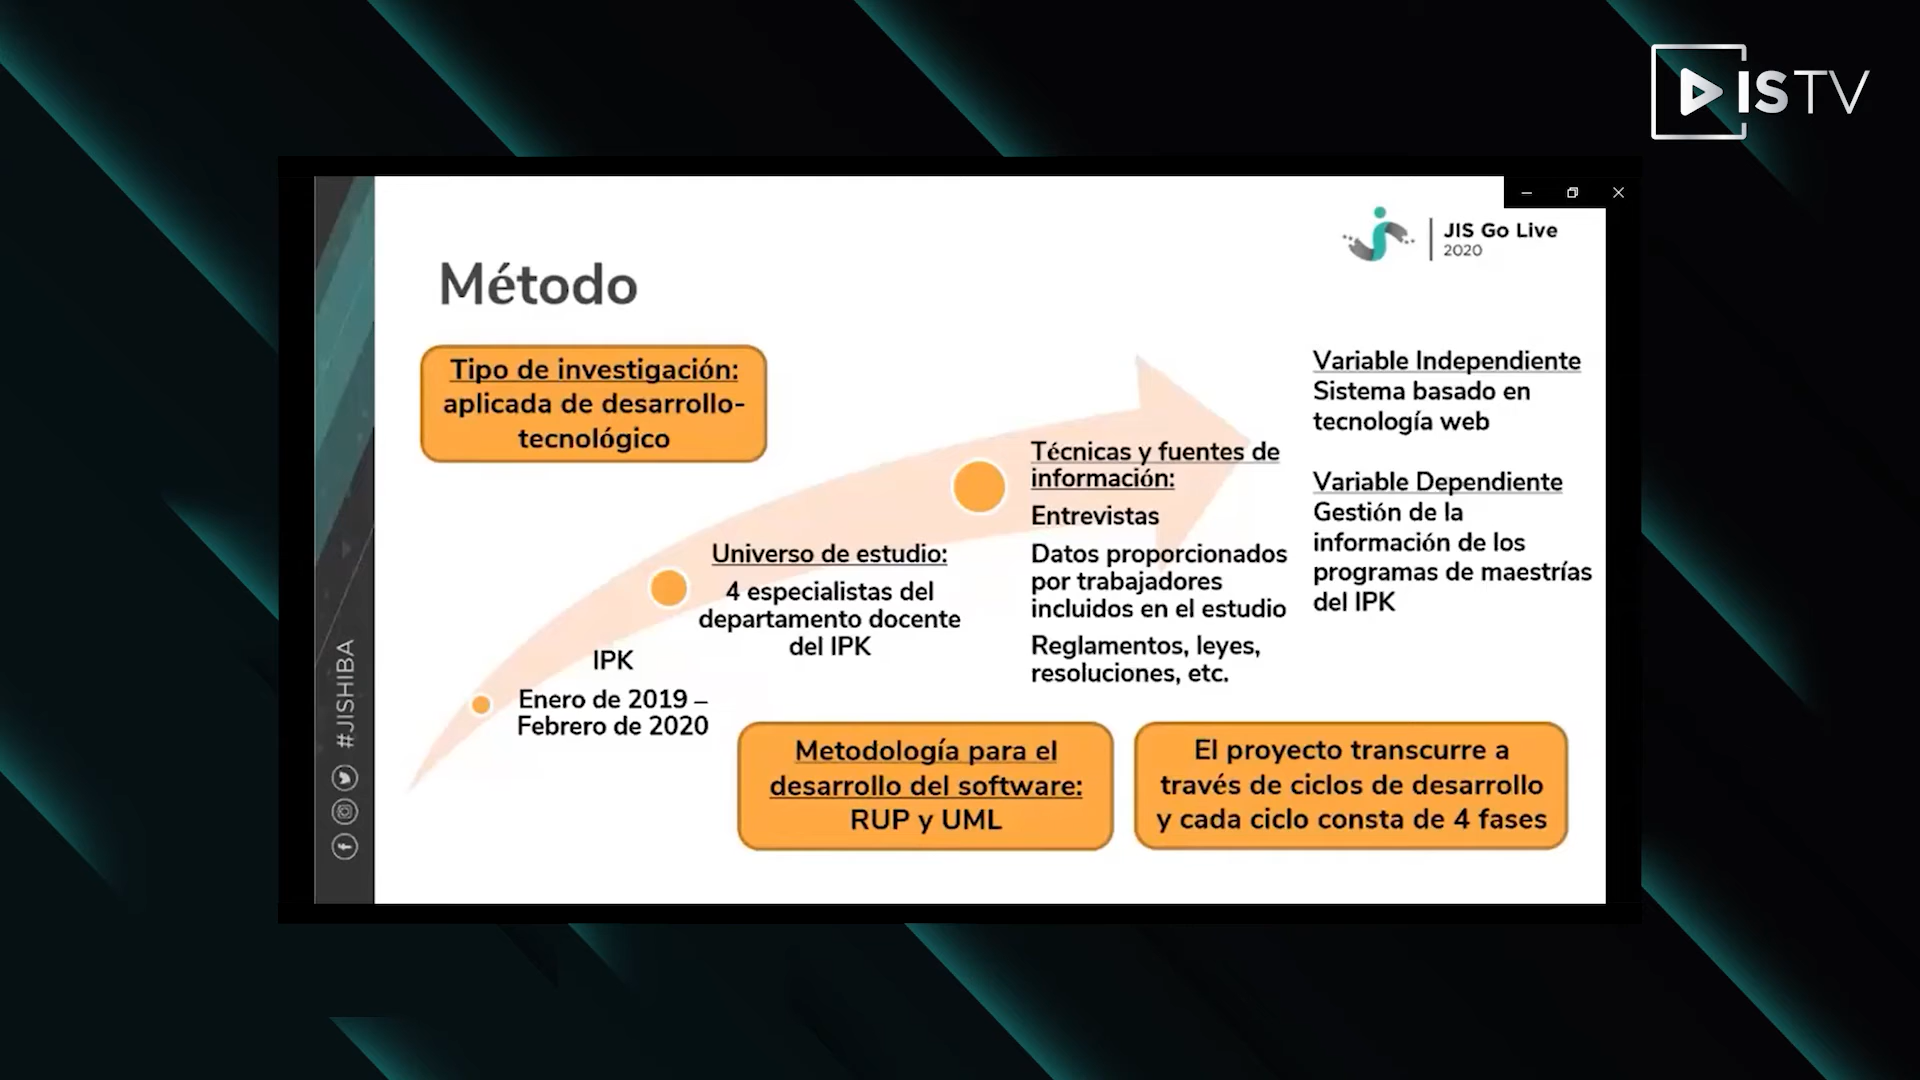 ISTV
JIS Go Live
2020
Método
Tipo de investigación:
aplicada de desarrollo-
tecnológico
IPK
Enero de 2019 –
Febrero de 2020
Universo de estudio:
4 especialistas del
departamento docente
del IPK
Técnicas y fuentes de
información:
Entrevistas
Datos proporcionados
por trabajadores
incluidos en el estudio
Reglamentos, leyes,
resoluciones, etc.
Variable Independiente
Sistema basado en
tecnología web
Variable Dependiente
Gestión de la
información de los
programas de maestrías
del IPK
Metodología para el
desarrollo del software:
RUP y UML
El proyecto transcurre a
través de ciclos de desarrollo
y cada ciclo consta de 4 fases
#JISHIBA